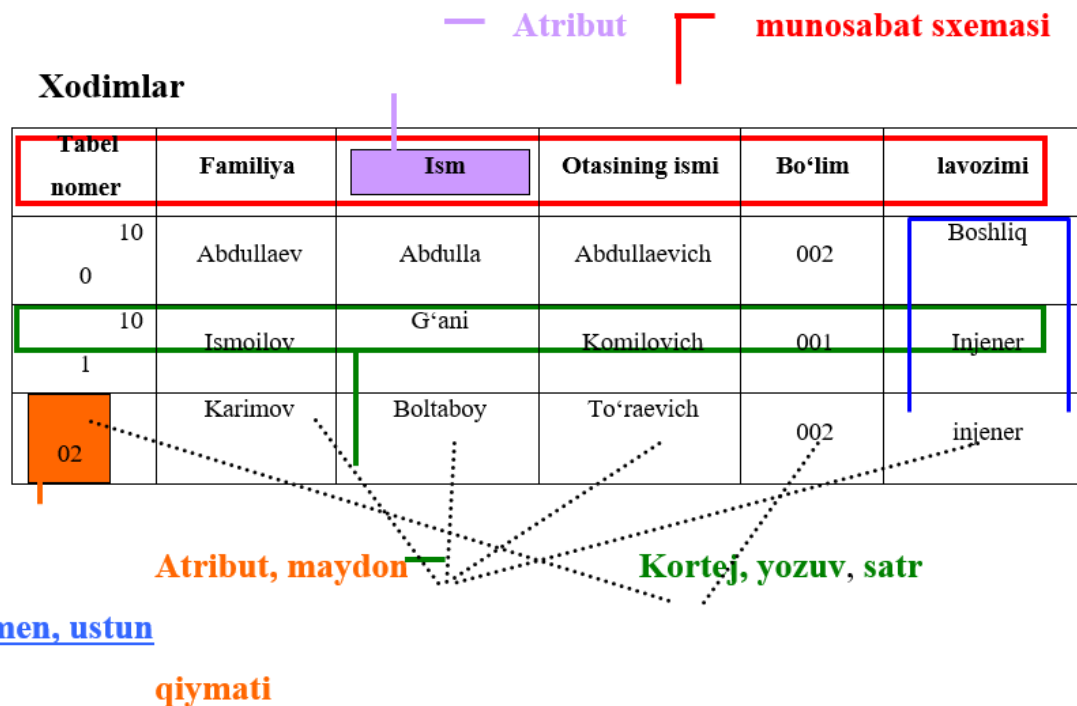 Atribut munosabat sxemasi
Xodimlar
Tabel nomer Familiya Ism Otasining ismi Bo‘lim lavozimi
10
0 Abdullaev Abdulla Abdullaevich 002 Boshliq
10
1 Ismoilov G‘ani Komilovich 001 Injener
02 Karimov Boltaboy To‘raevich 002 injener
Atribut, maydon Kortej, yozuv, satr
men, ustun
qiymati